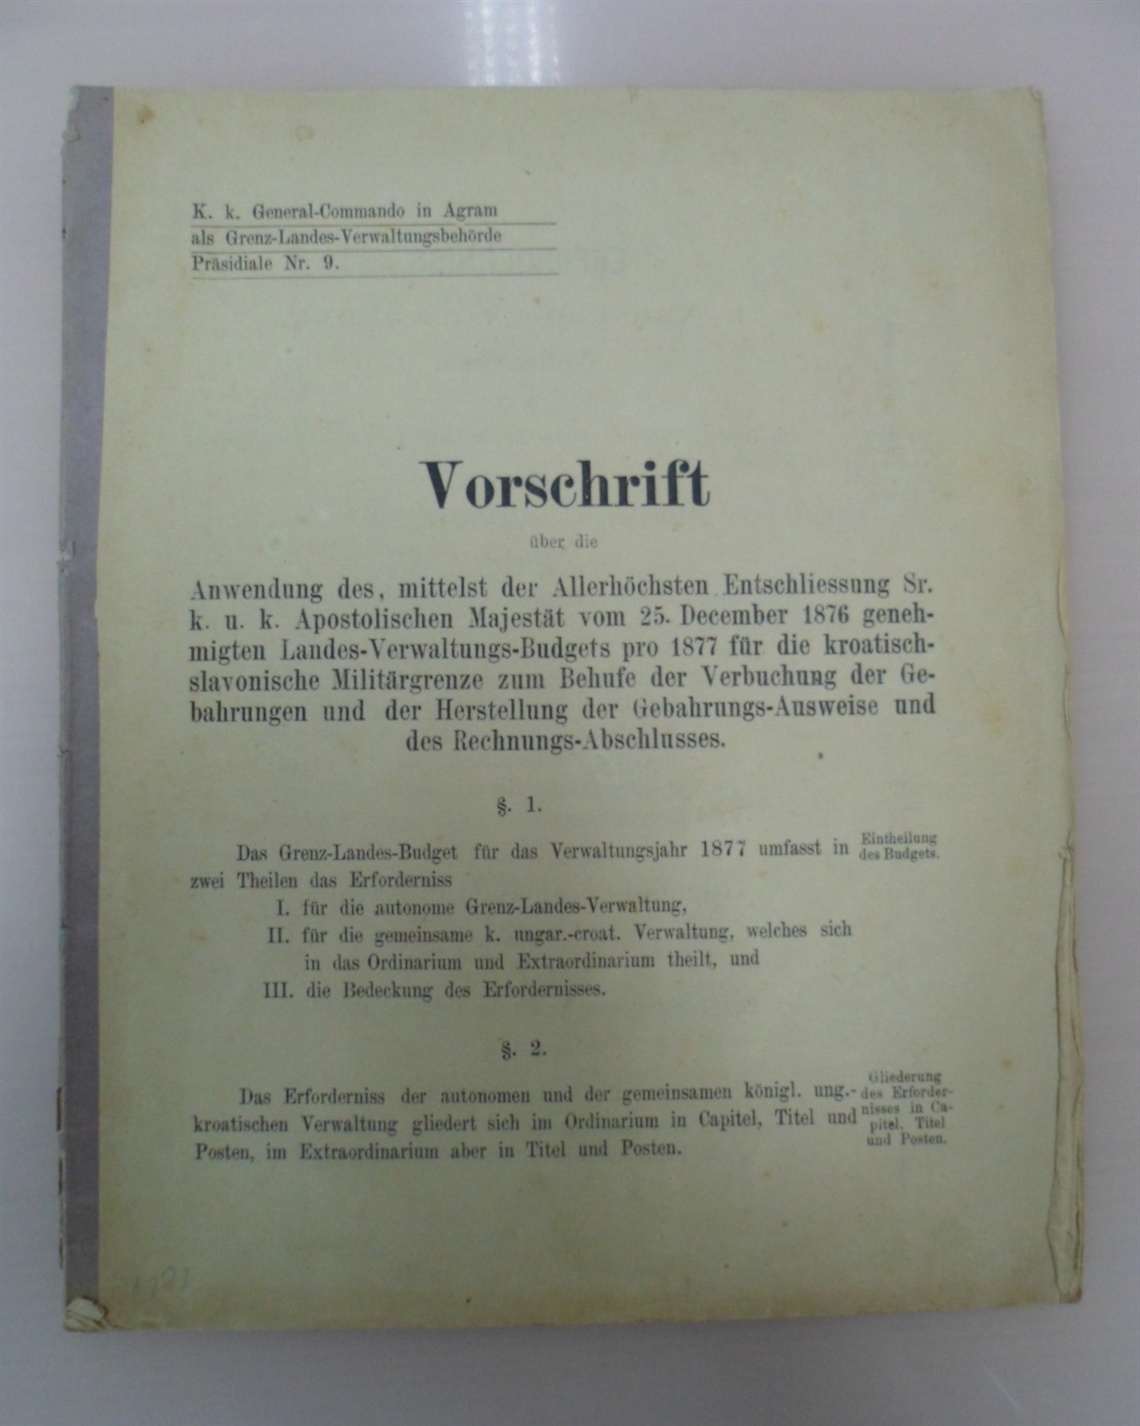 K. k. General-Commando in Agram
als Grenz-Landes-Verwaltungsbehörde
Präsidiale Nr. 9.
Vorschrift
über die
Anwendung des, mittelst der Allerhöchsten Entschliessung Sr.
k. u. k. Apostolischen Majestät vom 25. December 1876 geneh-
migten Landes-Verwaltungs-Budgets pro 1877 für die kroatisch-
slavonische Militärgrenze zum Behufe der Verbuchung der Ge-
bahrungen und der Herstellung der Gebahrungs-Ausweise und
des Rechnungs-Abschlusses.
§. 1.
Das Grenz-Landes-Budget für das Verwaltungsjahr 1877 umfasst in
zwei Theilen das Erforderniss
Eintheilung
des Budgets.
I. für die autonome Grenz-Landes-Verwaltung,
II. für die gemeinsame k. ungar.-croat. Verwaltung, welches sich
in das Ordinarium und Extraordinarium theilt, und
III. die Bedeckung des Erfordernisses.
§. 2.
Das Erforderniss der autonomen und der gemeinsamen königl. ung.-
kroatischen Verwaltung gliedert sich im Ordinarium in Capitel, Titel und
Posten, im Extraordinarium aber in Titel und Posten.
Gliederung
des Erforder-
nisses in Ca-
pitel, Titel
und Posten.